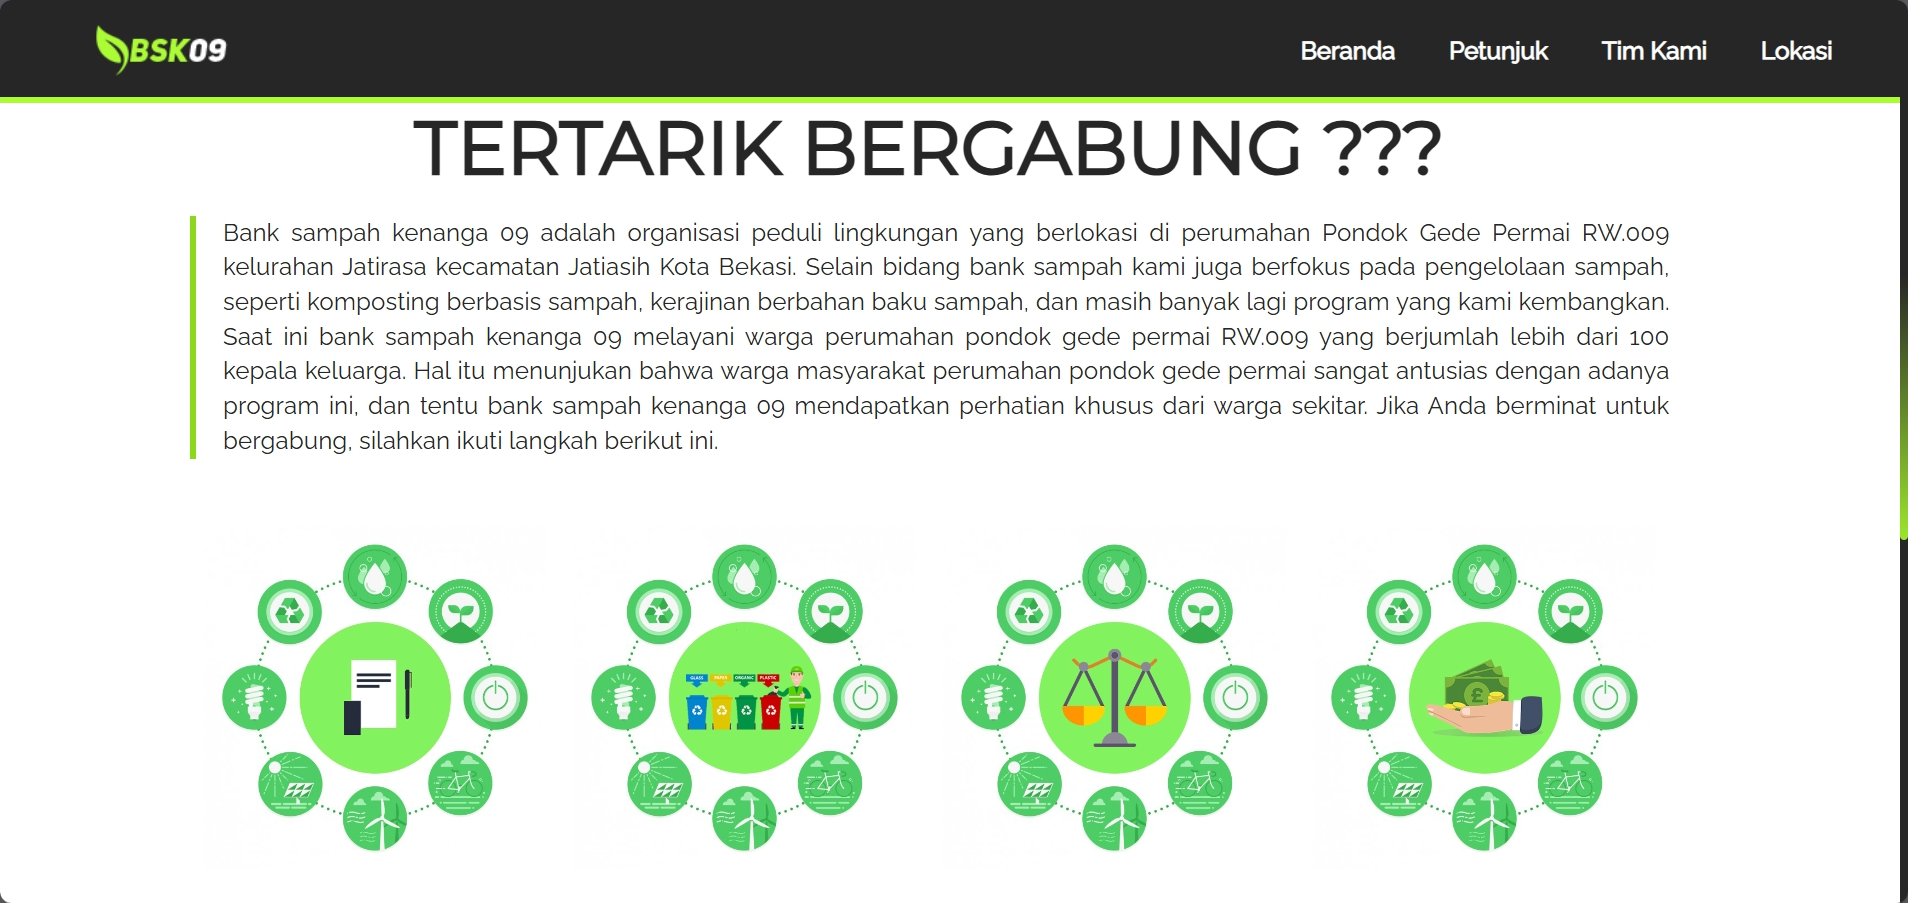 BSK09
Beranda Petunjuk Tim Kami Lokasi
TERTARIK BERGABUNG ???
Bank sampah kenanga 09 adalah organisasi peduli lingkungan yang berlokasi di perumahan Pondok Gede Permai RW.009
kelurahan Jatirasa kecamatan Jatiasih Kota Bekasi. Selain bidang bank sampah kami juga berfokus pada pengelolaan sampah,
seperti komposting berbasis sampah, kerajinan berbahan baku sampah, dan masih banyak lagi program yang kami kembangkan.
Saat ini bank sampah kenanga 09 melayani warga perumahan pondok gede permai RW.009 yang berjumlah lebih dari 100
kepala keluarga. Hal itu menunjukan bahwa warga masyarakat perumahan pondok gede permai sangat antusias dengan adanya
program ini, dan tentu bank sampah kenanga 09 mendapatkan perhatian khusus dari warga sekitar. Jika Anda berminat untuk
bergabung, silahkan ikuti langkah berikut ini.
GLASS PAPER ORGANIC PLASTIC
£